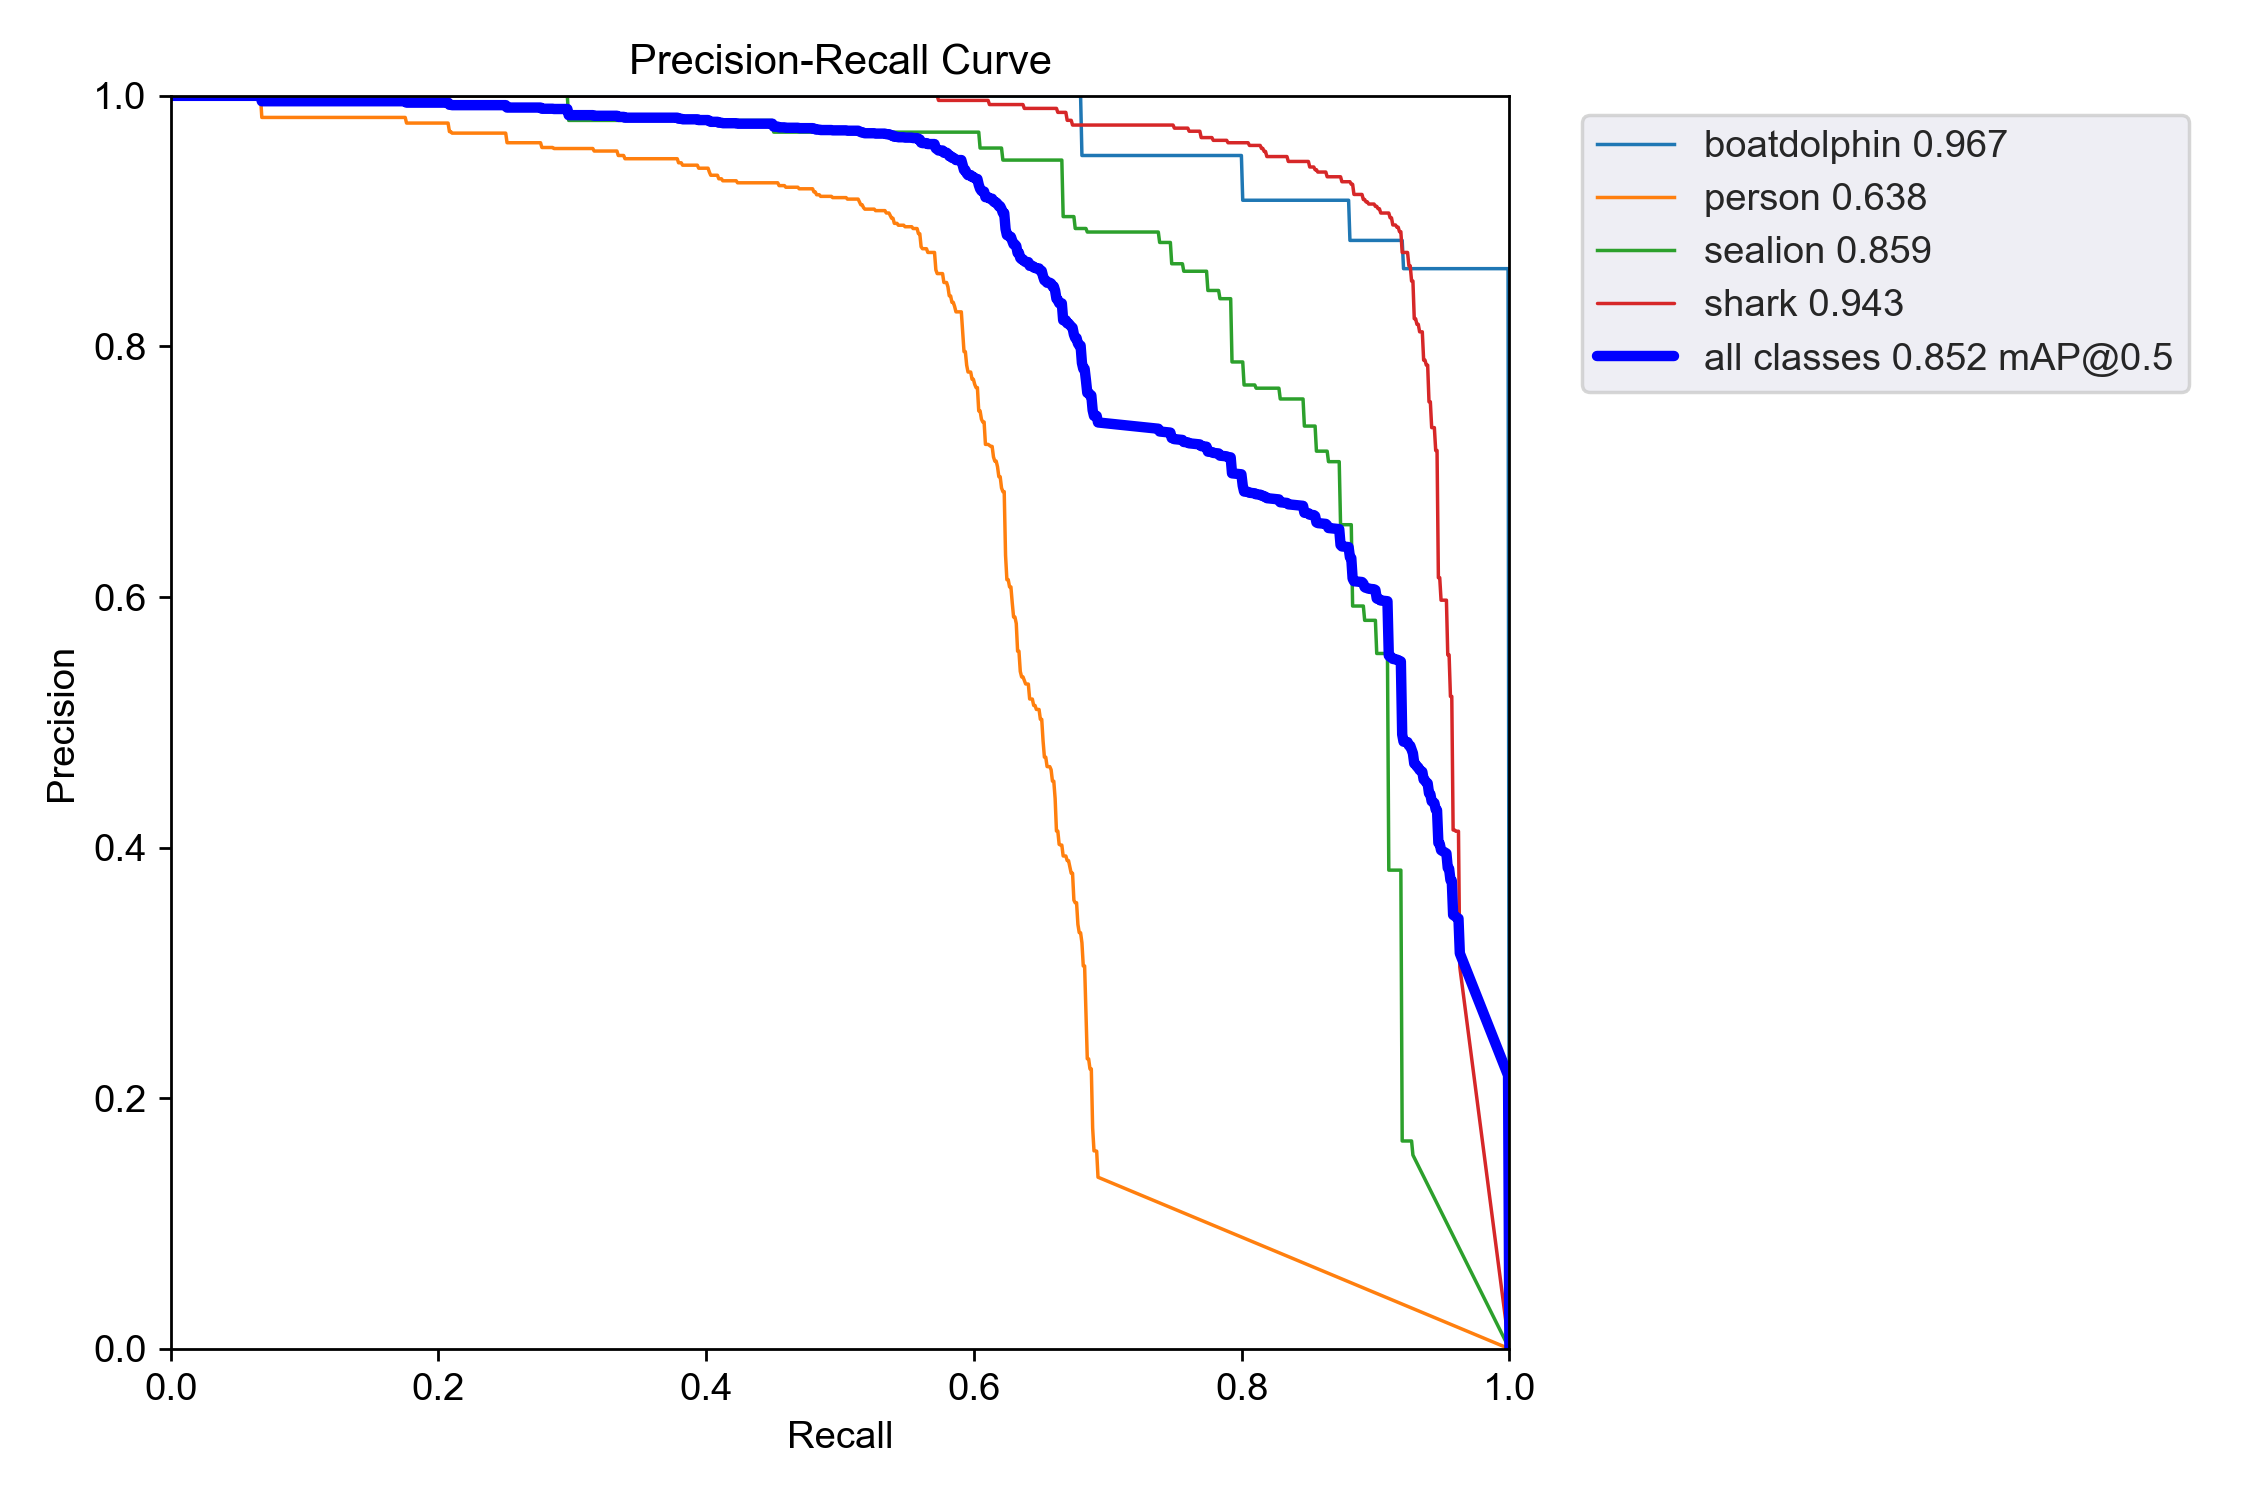 Precision-Recall Curve
1.0
0.8
0.6
0.4
0.2
0.0
Precision
0.0 0.2 0.4 0.6 0.8 1.0
Recall
boatdolphin 0.967
person 0.638
sealion 0.859
shark 0.943
all classes 0.852 mAP@0.5